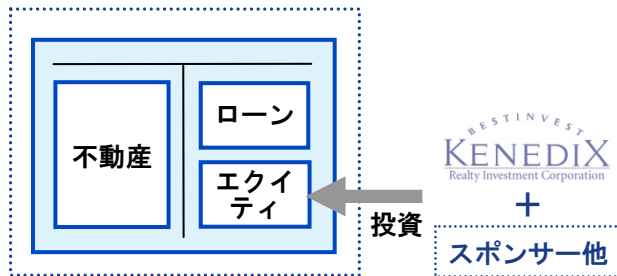 不動産
ローン
エクイ
ティ
投資
BESTINVEST
KENEDIX
Realty Investment Corporation
+
スポンサー他